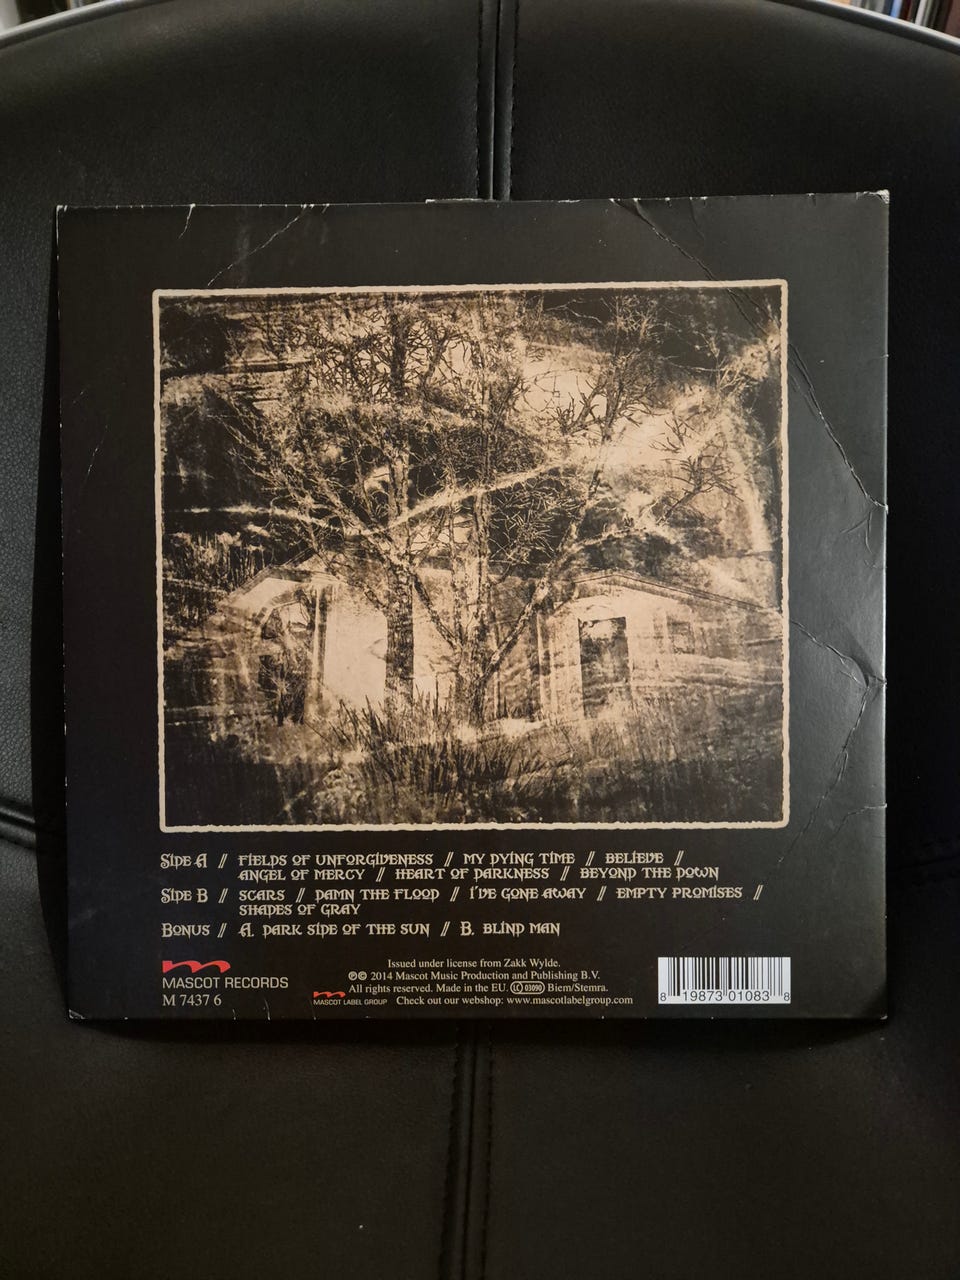 Side A // Fields of Unforgiveness // My Dying Time // Believe //
Angel of Mercy // Heart of Darkness // Beyond the Down
Side B // Scars // Damn the Flood // I've Gone Away // Empty Promises //
Shades of Gray
Bonus // A. Dark Side of the Sun // B. Blind Man
MASCOT RECORDS
M 7437 6
Issued under license from Zakk Wylde.
℗© 2014 Mascot Music Production and Publishing B.V.
All rights reserved. Made in the EU. LC 03090 Biem/Stemra.
MASCOT LABEL GROUP Check out our webshop: www.mascotlabelgroup.com
8 19873 01083 8